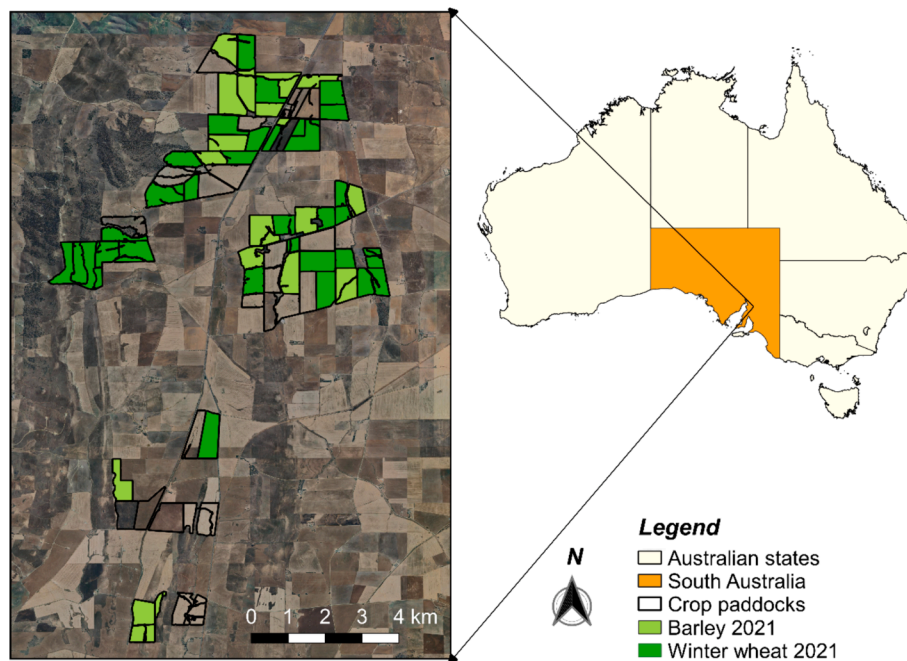 0 1 2 3 4 km
N
Legend
Australian states
South Australia
Crop paddocks
Barley 2021
Winter wheat 2021